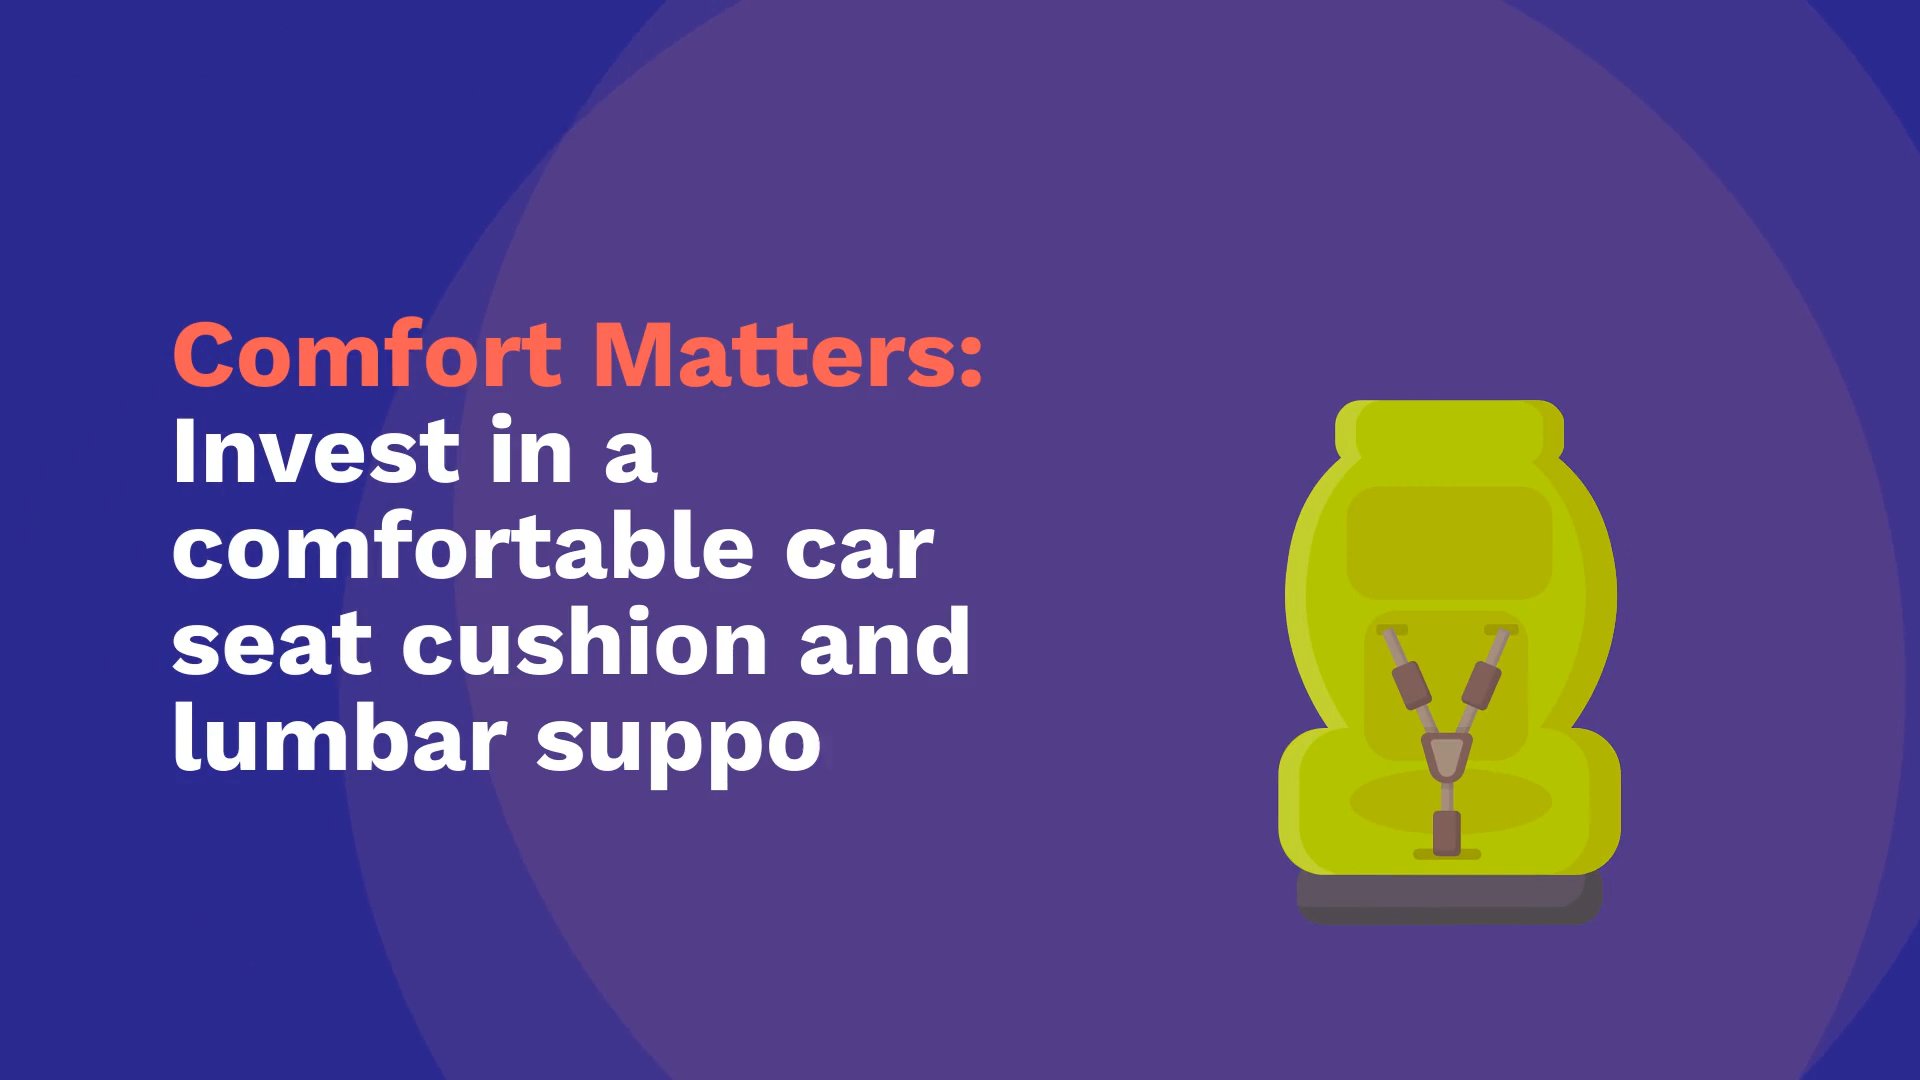 Comfort Matters:
Invest in a
comfortable car
seat cushion and
lumbar suppo